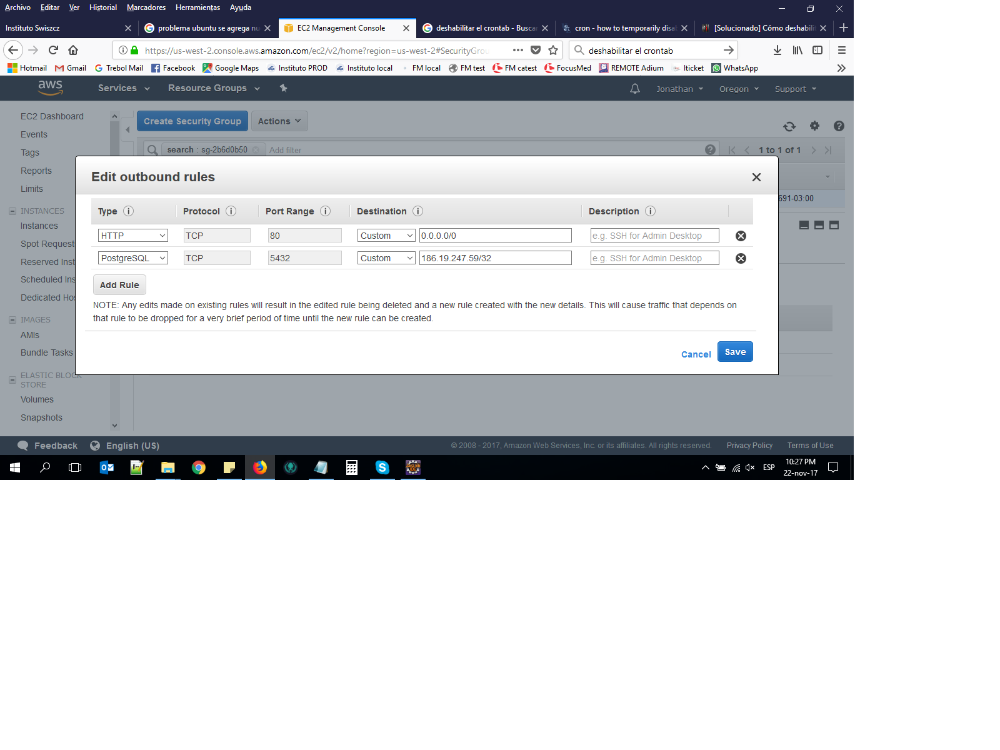 Archivo Editar Ver Historial Marcadores Herramientas Ayuda
Instituto Swiszcz
problema ubuntu se agrega nu
EC2 Management Console
deshabilitar el crontab - Busca
cron - how to temporarily disa
[Solucionado] Cómo deshabilit
https://us-west-2.console.aws.amazon.com/ec2/v2/home?region=us-west-2#SecurityGrou
deshabilitar el crontab
Hotmail Gmail Trebol Mail Facebook Google Maps Instituto PROD Instituto local FM local FM test FM catest FocusMed REMOTE Adium Iticket WhatsApp
aws Services Resource Groups Jonathan Oregon Support
EC2 Dashboard
Events
Tags
Reports
Limits
INSTANCES
Instances
Spot Request
Reserved Inst
Scheduled Ins
Dedicated Hos
IMAGES
AMIs
Bundle Tasks
ELASTIC BLOCK
STORE
Volumes
Snapshots
Create Security Group Actions
search : sg-2b6d0b50 Add filter
1 to 1 of 1
691-03:00
Edit outbound rules
Type Protocol Port Range Destination Description
HTTP TCP 80 Custom 0.0.0.0/0 e.g. SSH for Admin Desktop
PostgreSQL TCP 5432 Custom 186.19.247.59/32 e.g. SSH for Admin Desktop
Add Rule
NOTE: Any edits made on existing rules will result in the edited rule being deleted and a new rule created with the new details. This will cause traffic that depends on
that rule to be dropped for a very brief period of time until the new rule can be created.
Cancel Save
Feedback English (US)
© 2008 - 2017, Amazon Web Services, Inc. or its affiliates. All rights reserved. Privacy Policy Terms of Use
ESP
10:27 PM
22-nov-17